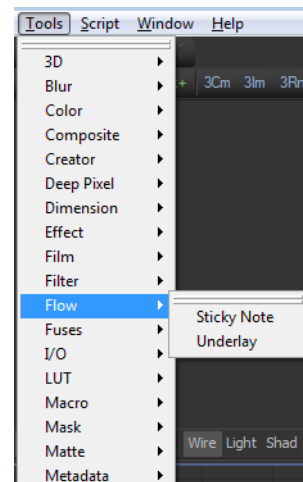 Tools Script Window Help
3D
+ 3Cm 3Im 3Rn
Blur
Color
Composite
Creator
Deep Pixel
Dimension
Effect
Film
Filter
Flow
Sticky Note
Fuses
Underlay
I/O
LUT
Macro
Mask
Matte
Wire Light Shad
Metadata